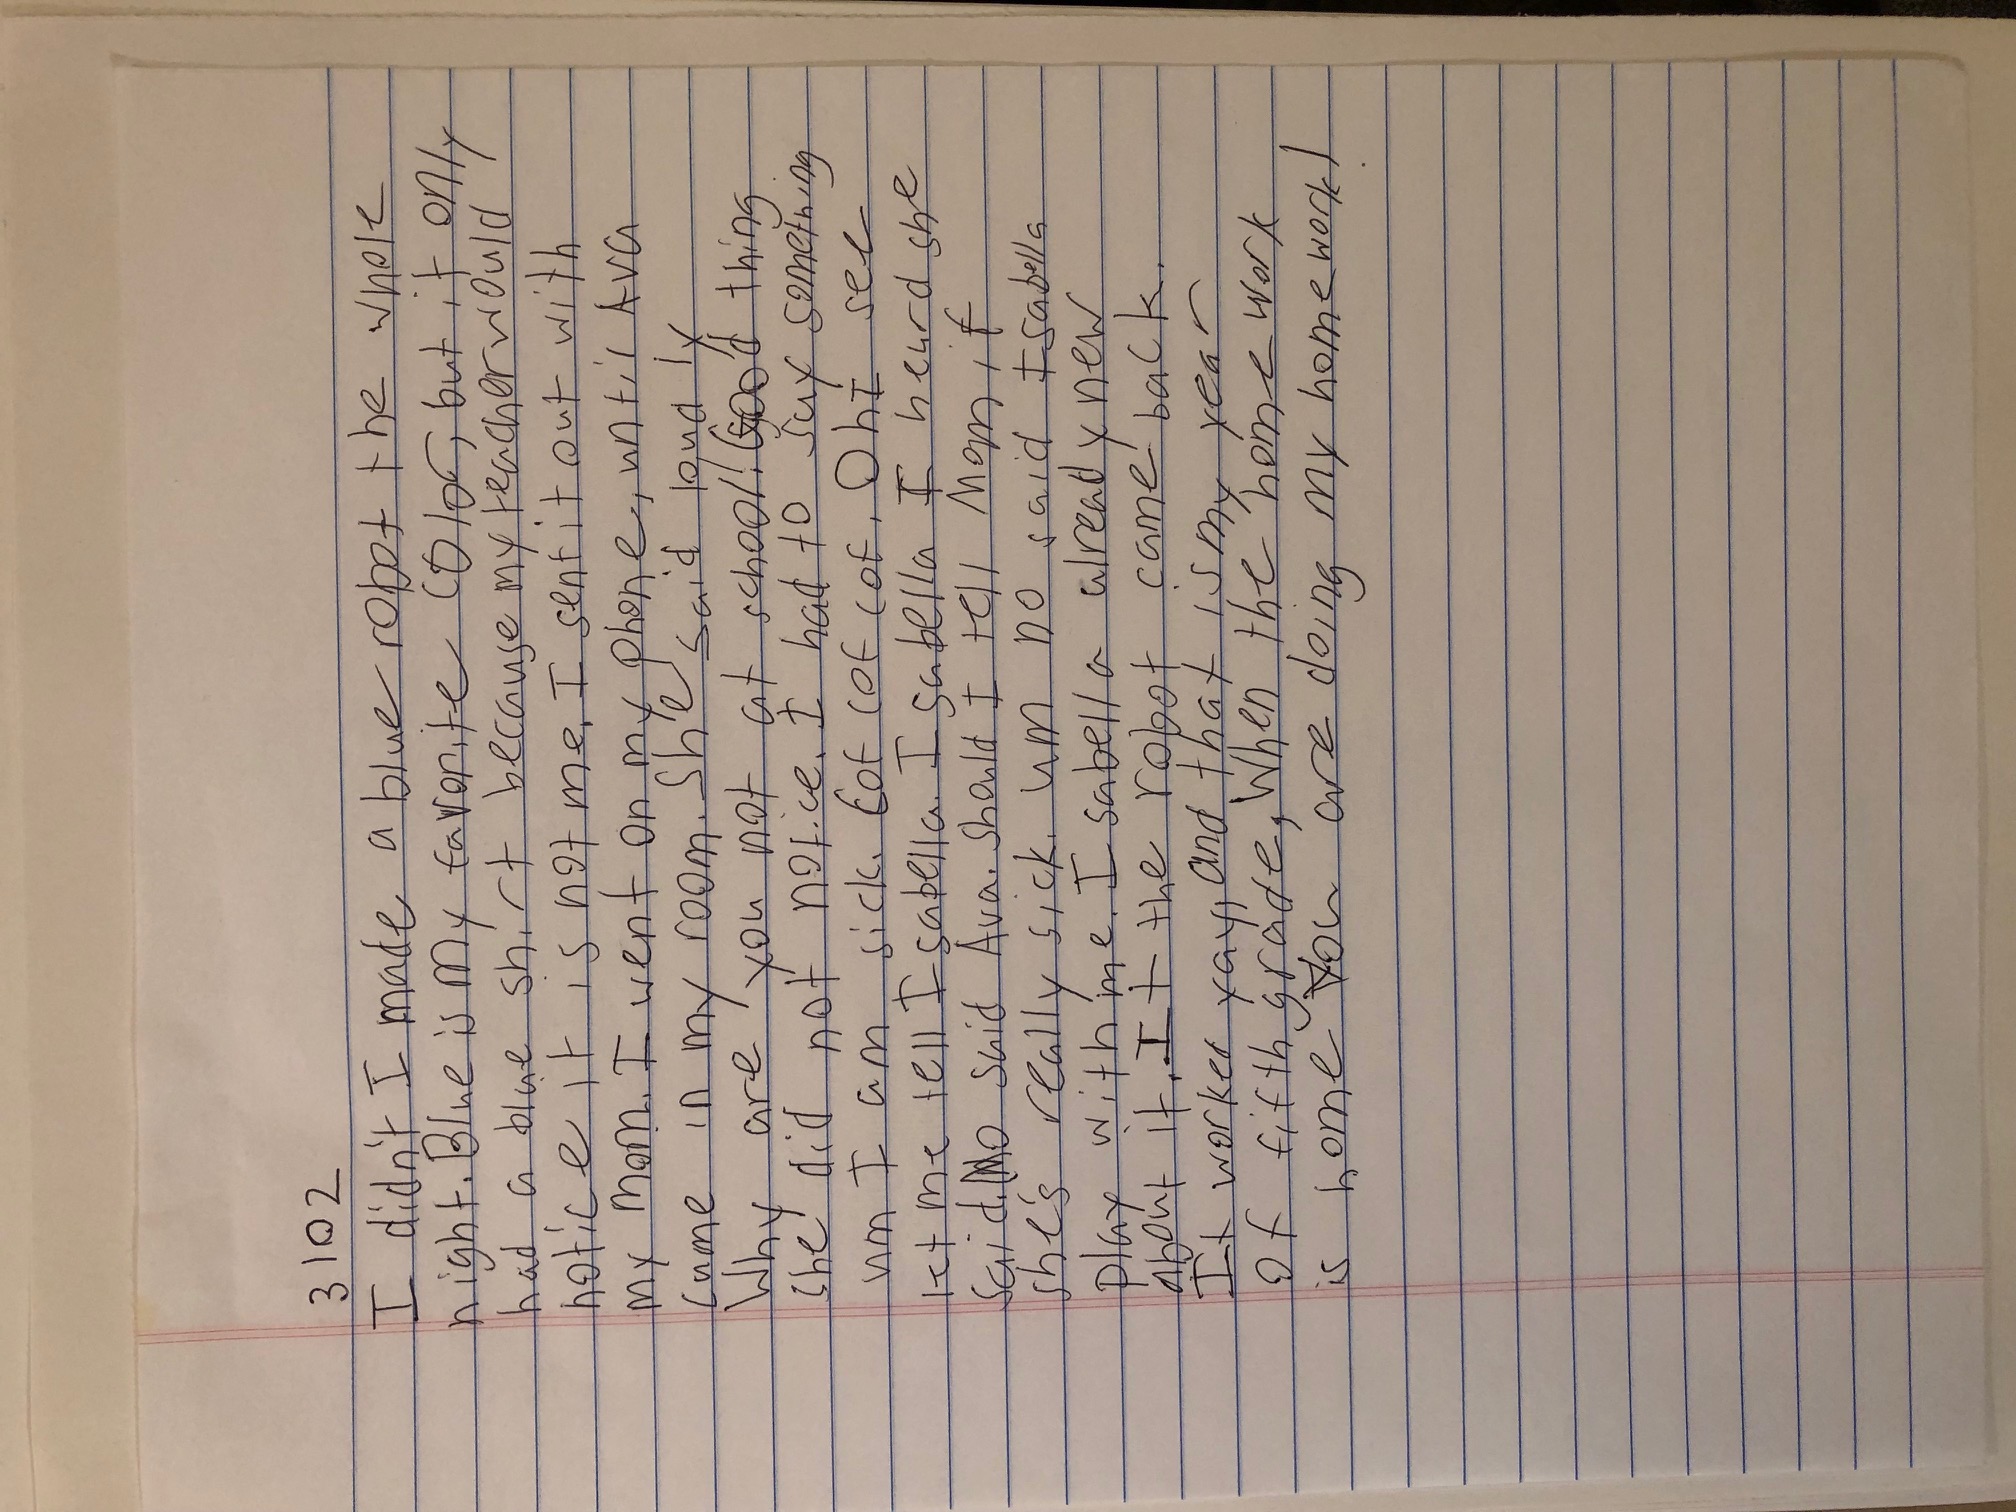 3102
I didn't I made a blue robot the whole
night. Blue is my favorite color, but it only
had a blue shirt because my teacher would
notice it is not me. I sent it out with
my mom. I went on my phone, until Ava
came in my room. She said loudly
Why are you not at school! Good thing
she did not notice. I had to say something
um I am sick. Cof cof cof. Oh I see
let me tell Isabella. Isabella I heard she
said. No said Ava. Should I tell Mom if
she's really sick. um no said Isabella
play with me. Isabella already new
about it. It the robot came back.
It worked yay, and that is my year
of fifth grade, When the home work
is home You are doing my homework!